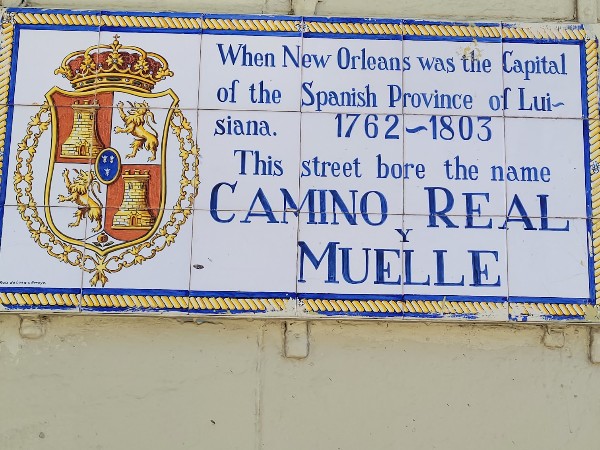 When New Orleans was the Capital
of the Spanish Province of Lui~
siana. 1762~1803
This street bore the name
CAMINO REAL
Y
MUELLE